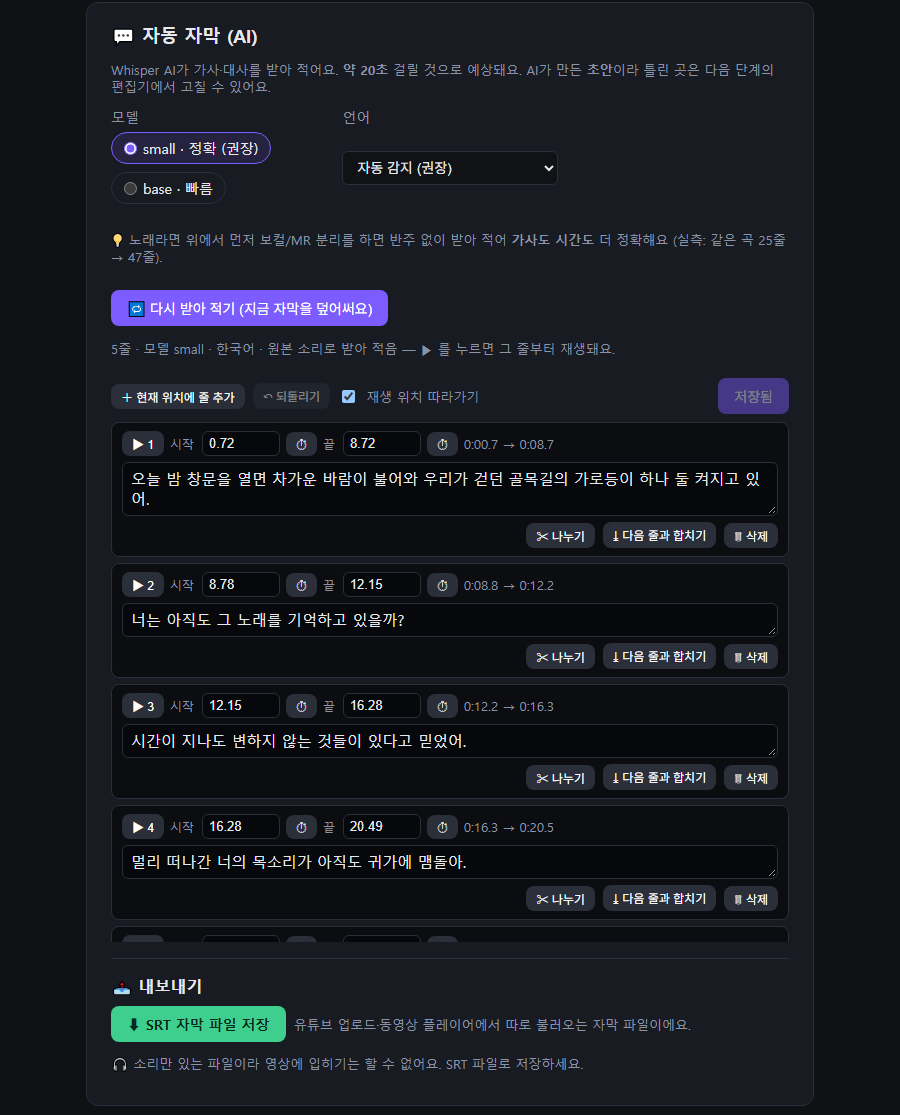 💬 자동 자막 (AI)
Whisper AI가 가사·대사를 받아 적어요. 약 20초 걸릴 것으로 예상돼요. AI가 만든 초안이라 틀린 곳은 다음 단계의
편집기에서 고칠 수 있어요.
모델 언어
small · 정확 (권장)
자동 감지 (권장)
base · 빠름
💡 노래라면 위에서 먼저 보컬/MR 분리를 하면 반주 없이 받아 적어 가사도 시간도 더 정확해요 (실측: 같은 곡 25줄
→ 47줄).
🔁 다시 받아 적기 (지금 자막을 덮어써요)
5줄 · 모델 small · 한국어 · 원본 소리로 받아 적음 — ▶ 를 누르면 그 줄부터 재생돼요.
＋ 현재 위치에 줄 추가 ↶ 되돌리기 재생 위치 따라가기 저장됨
▶ 1 시작 0.72 ⏱ 끝 8.72 ⏱ 0:00.7 → 0:08.7
오늘 밤 창문을 열면 차가운 바람이 불어와 우리가 걷던 골목길의 가로등이 하나 둘 켜지고 있
어.
✂ 나누기 ⤓ 다음 줄과 합치기 🗑 삭제
▶ 2 시작 8.78 ⏱ 끝 12.15 ⏱ 0:08.8 → 0:12.2
너는 아직도 그 노래를 기억하고 있을까?
✂ 나누기 ⤓ 다음 줄과 합치기 🗑 삭제
▶ 3 시작 12.15 ⏱ 끝 16.28 ⏱ 0:12.2 → 0:16.3
시간이 지나도 변하지 않는 것들이 있다고 믿었어.
✂ 나누기 ⤓ 다음 줄과 합치기 🗑 삭제
▶ 4 시작 16.28 ⏱ 끝 20.49 ⏱ 0:16.3 → 0:20.5
멀리 떠나간 너의 목소리가 아직도 귀가에 맴돌아.
✂ 나누기 ⤓ 다음 줄과 합치기 🗑 삭제
📤 내보내기
⬇ SRT 자막 파일 저장 유튜브 업로드·동영상 플레이어에서 따로 불러오는 자막 파일이에요.
🎧 소리만 있는 파일이라 영상에 입히기는 할 수 없어요. SRT 파일로 저장하세요.